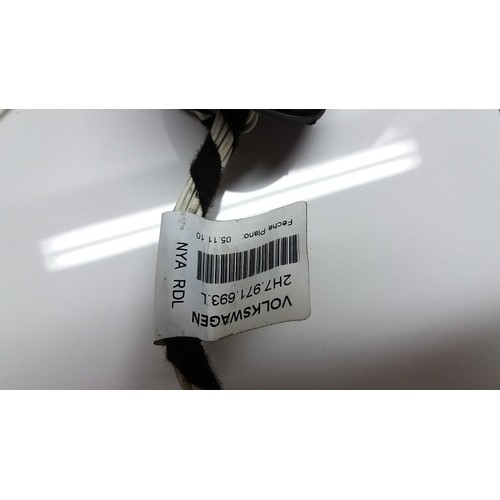 VOLKSWAGEN
2H7.971.693.L
Fecha Plano: 05.11.10
NYA RDL